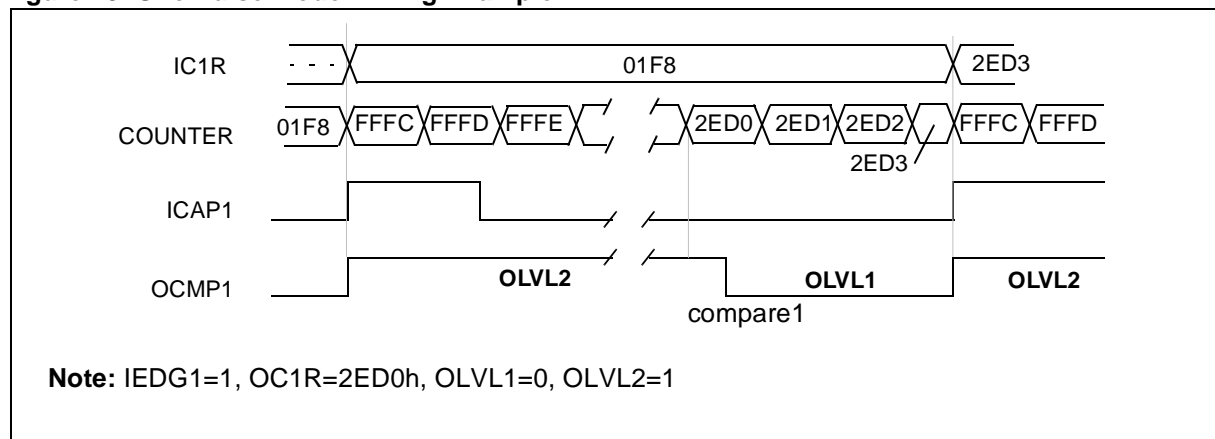 IC1R - - - 01F8 2ED3
COUNTER 01F8 FFFC FFFD FFFE 2ED0 2ED1 2ED2 FFFC FFFD
2ED3
ICAP1
OCMP1 OLVL2 OLVL1 OLVL2
compare1
Note: IEDG1=1, OC1R=2ED0h, OLVL1=0, OLVL2=1